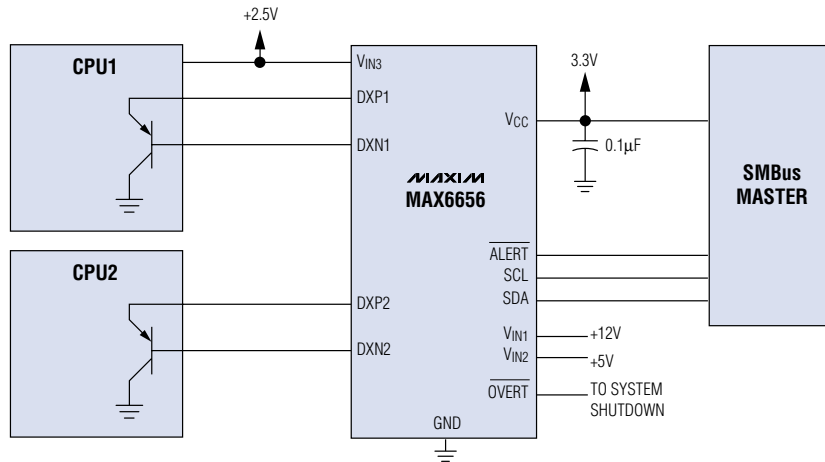 +2.5V
CPU1
VIN3
DXP1
DXN1
3.3V
VCC
0.1µF
SMBus
MASTER
MAXIM
MAX6656
ALERT
SCL
SDA
CPU2
DXP2
DXN2
VIN1
+12V
VIN2
+5V
OVERT
TO SYSTEM
SHUTDOWN
GND